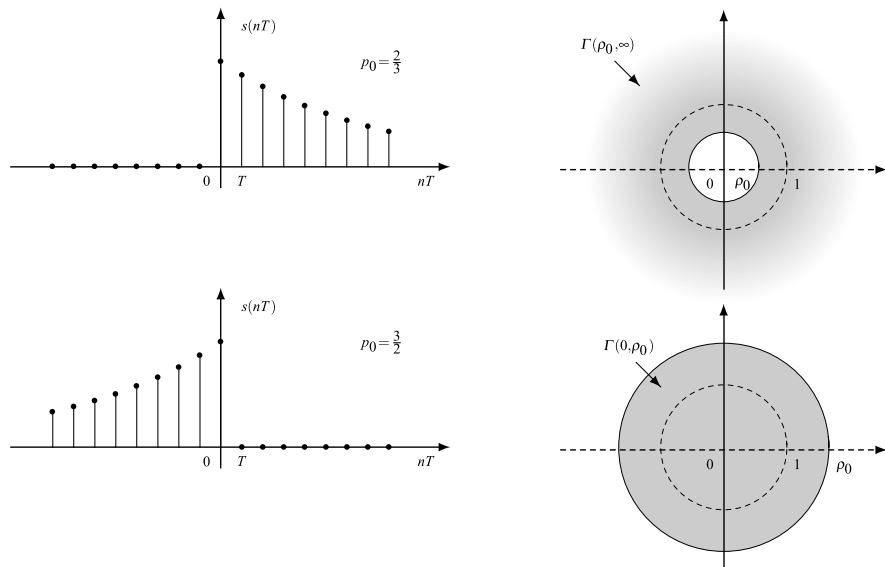 s(nT)
p₀ = 2/3
0 T nT
Γ(ρ₀,∞)
0 ρ₀ 1
s(nT)
p₀ = 3/2
0 T nT
Γ(0,ρ₀)
0 1 ρ₀